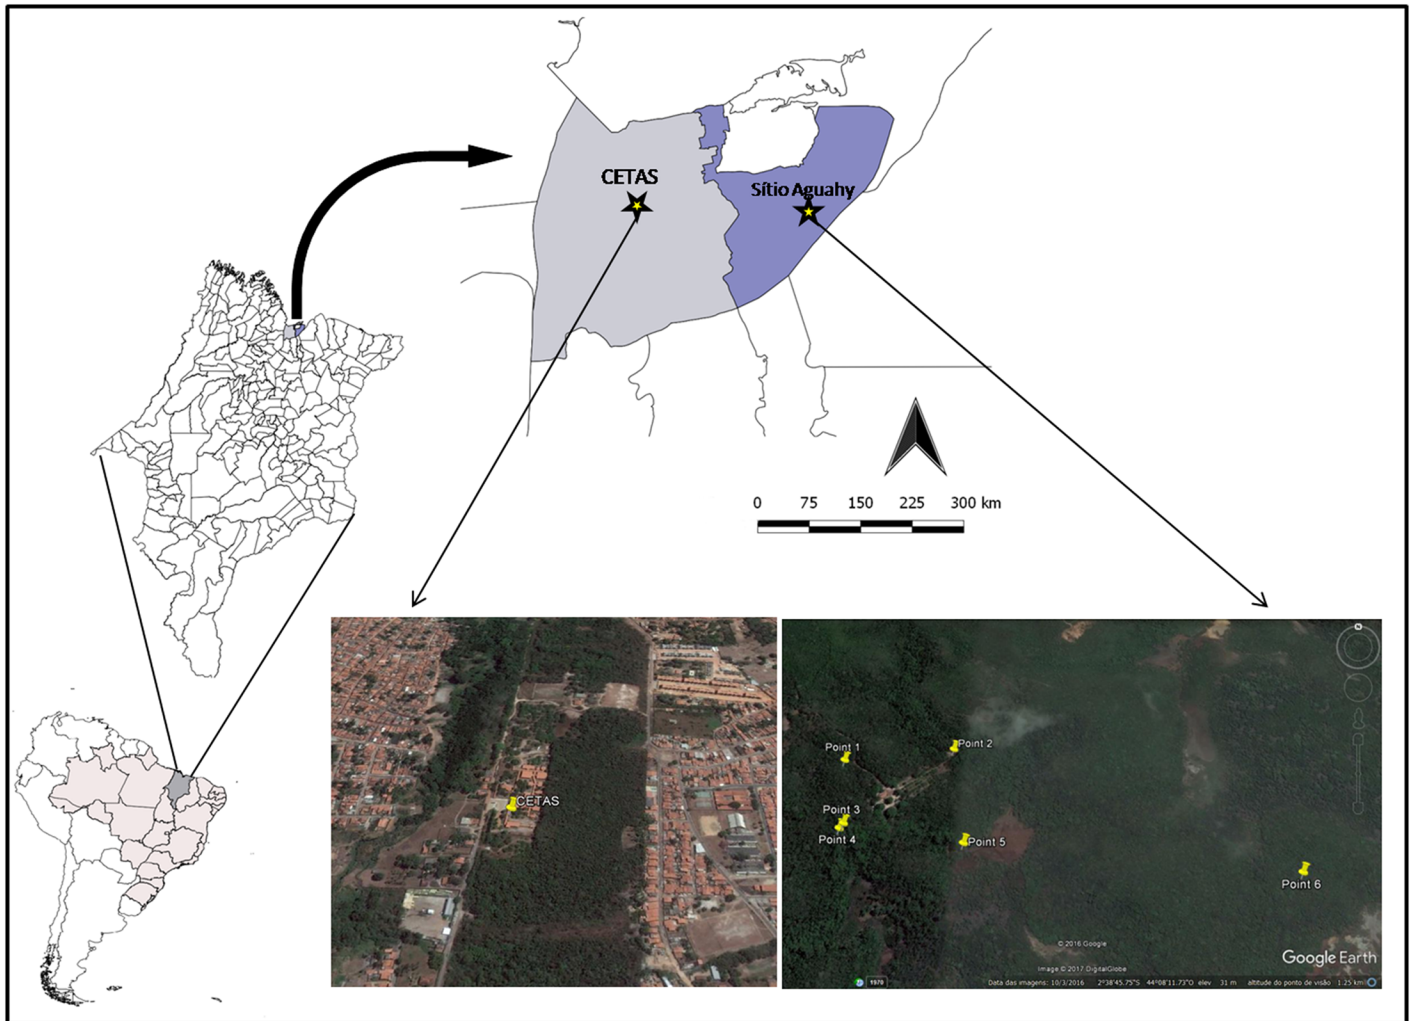 CETAS
Sítio Aguahy
0 75 150 225 300 km
CETAS
Point 1
Point 2
Point 3
Point 4
Point 5
Point 6
© 2016 Google
Image © 2017 DigitalGlobe
Google Earth
1970
Data das imagens: 10/3/2016 2°38'45.75"S 44°08'11.73"O elev 31 m altitude do ponto de visão 1.25 km